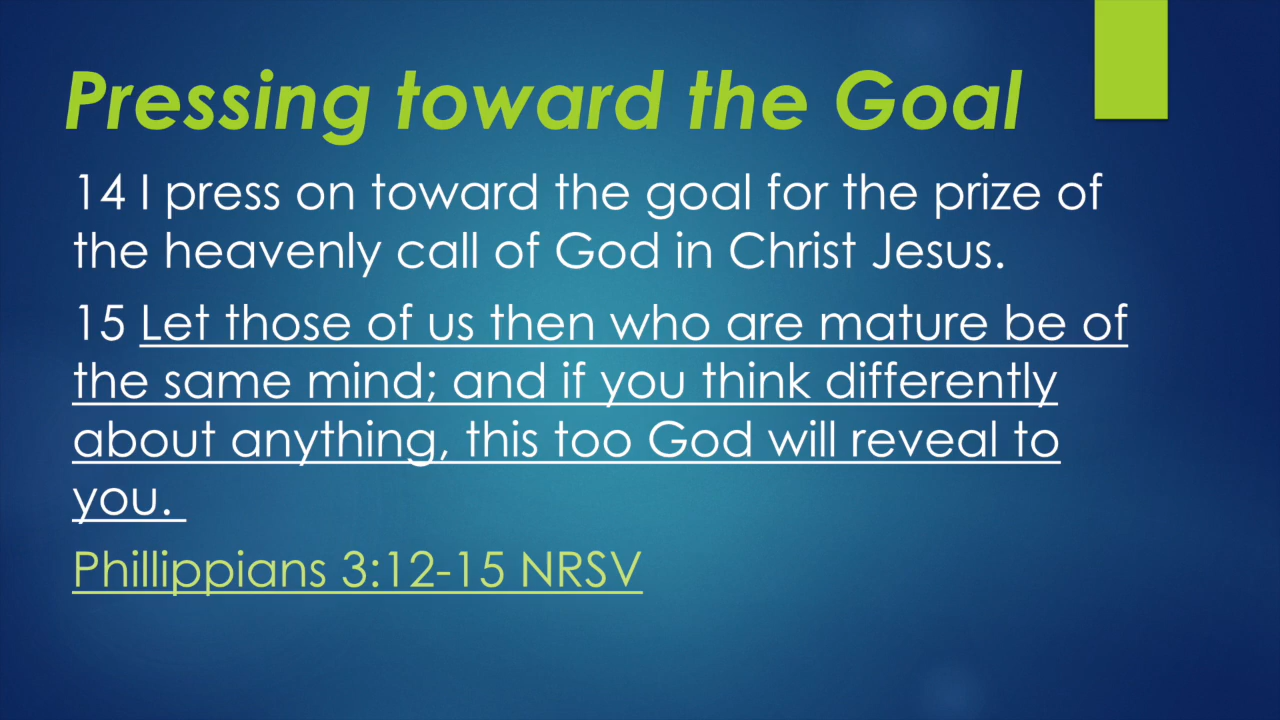 Pressing toward the Goal
14 I press on toward the goal for the prize of
the heavenly call of God in Christ Jesus.
15 Let those of us then who are mature be of
the same mind; and if you think differently
about anything, this too God will reveal to
you.
Phillippians 3:12-15 NRSV